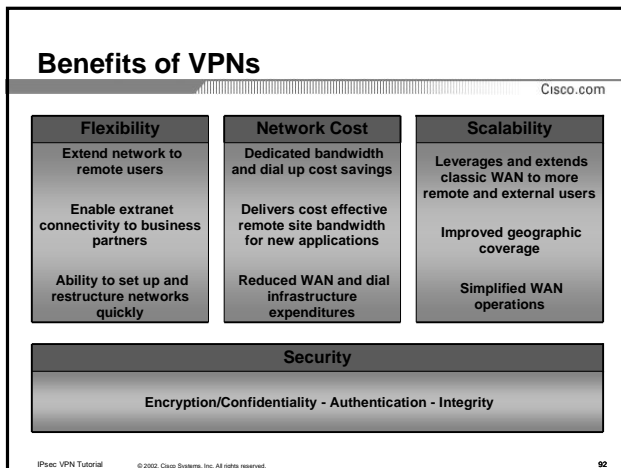 Benefits of VPNs
Cisco.com
Flexibility
Extend network to
remote users
Enable extranet
connectivity to business
partners
Ability to set up and
restructure networks
quickly
Network Cost
Dedicated bandwidth
and dial up cost savings
Delivers cost effective
remote site bandwidth
for new applications
Reduced WAN and dial
infrastructure
expenditures
Scalability
Leverages and extends
classic WAN to more
remote and external users
Improved geographic
coverage
Simplified WAN
operations
Security
Encryption/Confidentiality - Authentication - Integrity
IPsec VPN Tutorial © 2002, Cisco Systems, Inc. All rights reserved. 92